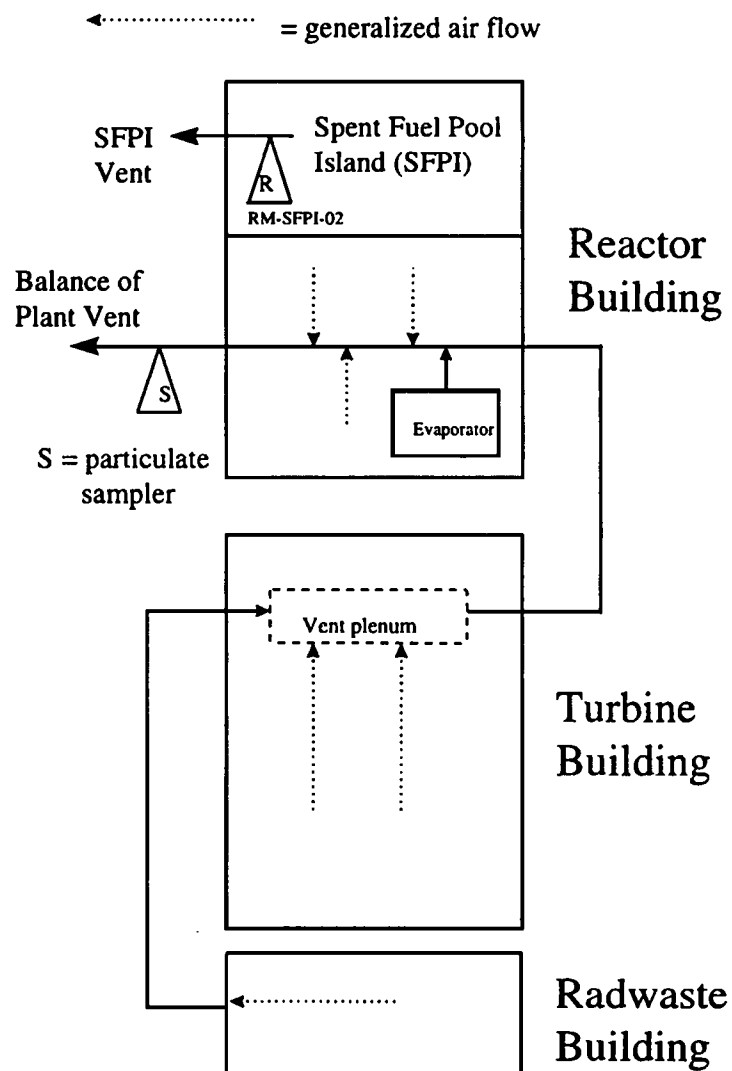 = generalized air flow
SFPI
Vent
Spent Fuel Pool
Island (SFPI)
R
RM-SFPI-02
Reactor
Building
Balance of
Plant Vent
S
Evaporator
S = particulate
sampler
Vent plenum
Turbine
Building
Radwaste
Building